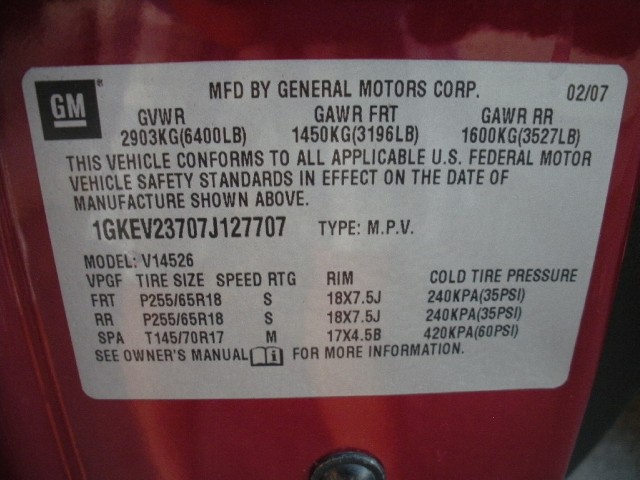 GM® MFD BY GENERAL MOTORS CORP. 02/07
GVWR GAWR FRT GAWR RR
2903KG(6400LB) 1450KG(3196LB) 1600KG(3527LB)
THIS VEHICLE CONFORMS TO ALL APPLICABLE U.S. FEDERAL MOTOR
VEHICLE SAFETY STANDARDS IN EFFECT ON THE DATE OF
MANUFACTURE SHOWN ABOVE.
1GKEV23707J127707 TYPE: M.P.V.
MODEL: V14526
VPGF TIRE SIZE SPEED RTG RIM COLD TIRE PRESSURE
FRT P255/65R18 S 18X7.5J 240KPA(35PSI)
RR P255/65R18 S 18X7.5J 240KPA(35PSI)
SPA T145/70R17 M 17X4.5B 420KPA(60PSI)
SEE OWNER'S MANUAL i FOR MORE INFORMATION.